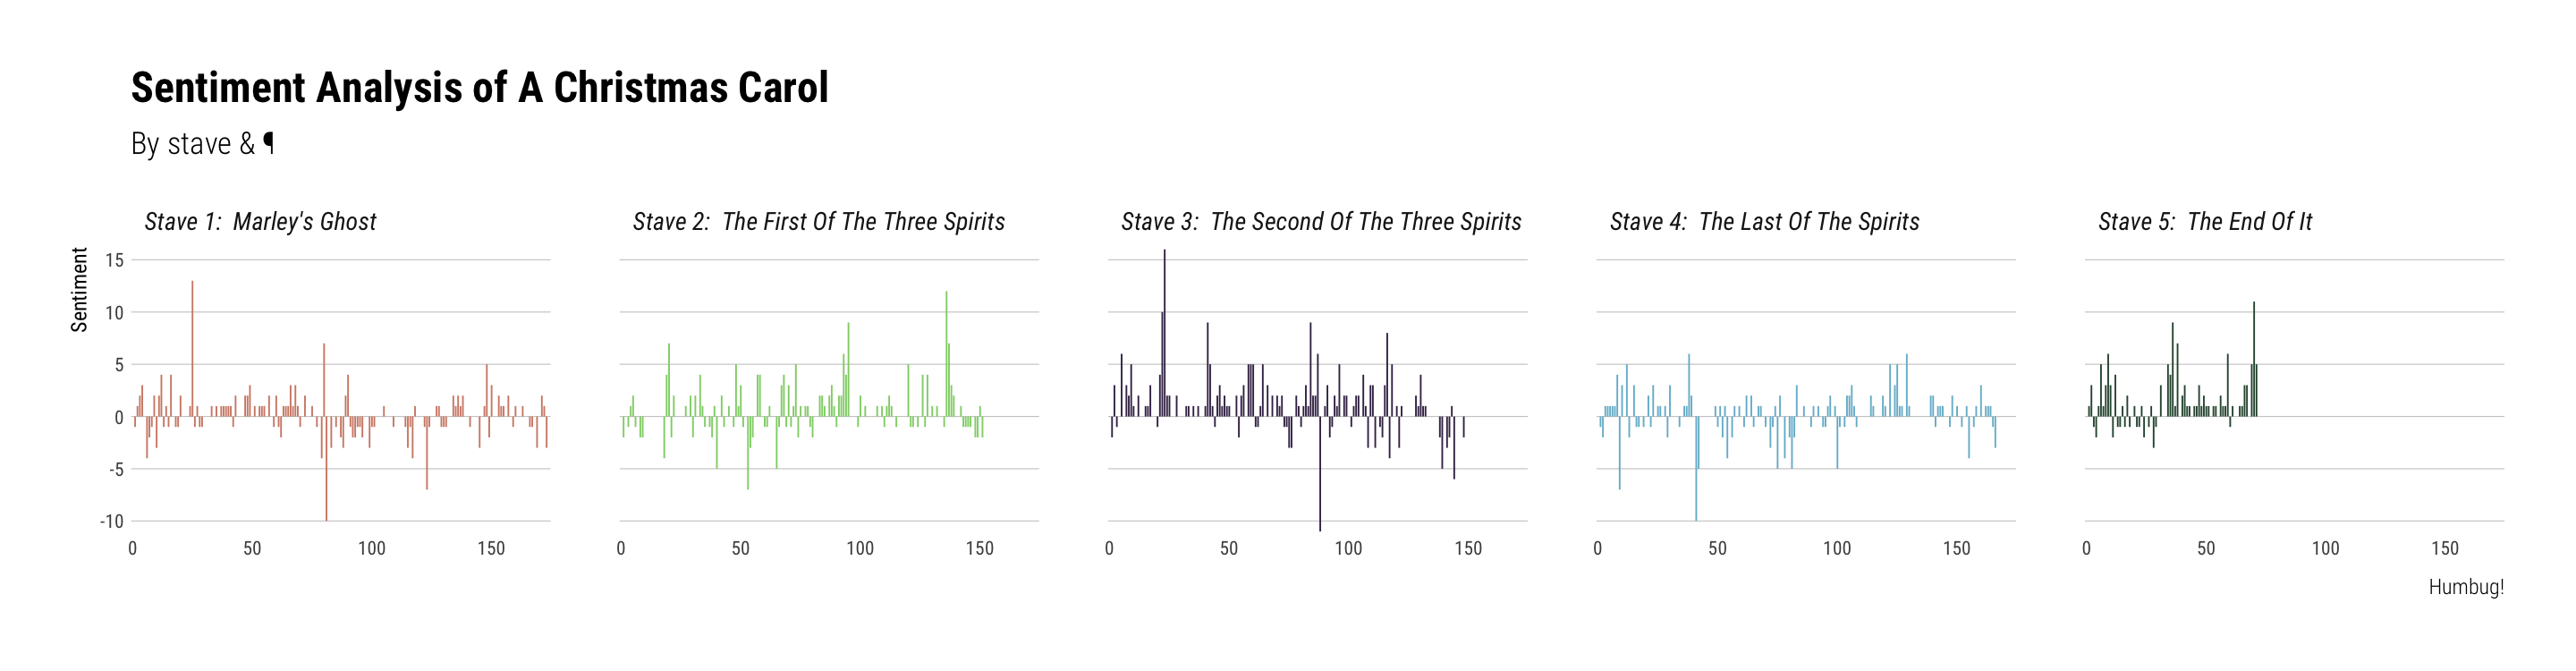 Sentiment Analysis of A Christmas Carol
By stave & ¶
Stave 1: Marley's Ghost
Stave 2: The First Of The Three Spirits
Stave 3: The Second Of The Three Spirits
Stave 4: The Last Of The Spirits
Stave 5: The End Of It
Sentiment
15
10
5
0
-5
-10
0 50 100 150
0 50 100 150
0 50 100 150
0 50 100 150
0 50 100 150
Humbug!